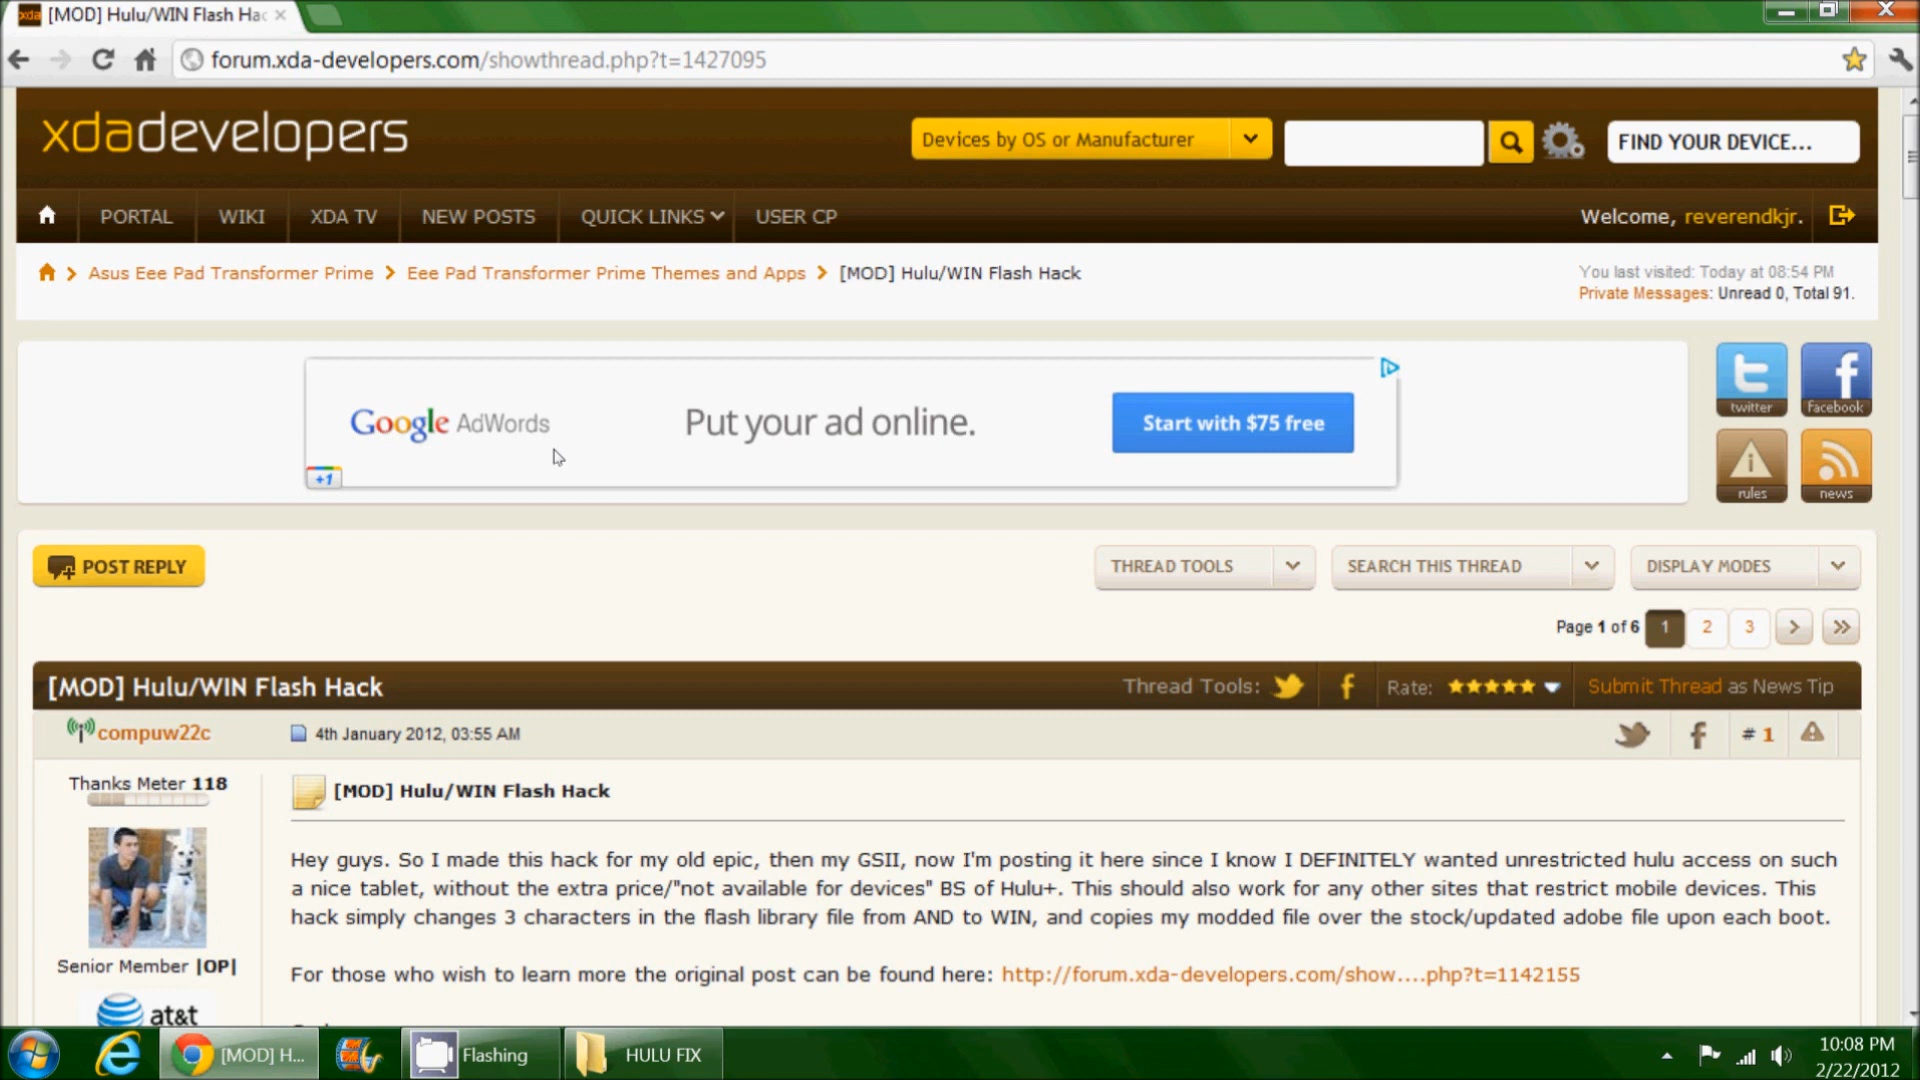 xda [MOD] Hulu/WIN Flash Hac
forum.xda-developers.com/showthread.php?t=1427095
xdadevelopers
Devices by OS or Manufacturer
FIND YOUR DEVICE...
PORTAL WIKI XDA TV NEW POSTS QUICK LINKS USER CP
Welcome, reverendkjr.
Asus Eee Pad Transformer Prime > Eee Pad Transformer Prime Themes and Apps > [MOD] Hulu/WIN Flash Hack
You last visited: Today at 08:54 PM
Private Messages: Unread 0, Total 91.
Google AdWords Put your ad online. Start with $75 free
+1
twitter Facebook
rules news
POST REPLY
THREAD TOOLS SEARCH THIS THREAD DISPLAY MODES
Page 1 of 6 1 2 3 > >>
[MOD] Hulu/WIN Flash Hack
Thread Tools: Rate: Submit Thread as News Tip
compuw22c 4th January 2012, 03:55 AM # 1
Thanks Meter 118
[MOD] Hulu/WIN Flash Hack
Hey guys. So I made this hack for my old epic, then my GSII, now I'm posting it here since I know I DEFINITELY wanted unrestricted hulu access on such
a nice tablet, without the extra price/"not available for devices" BS of Hulu+. This should also work for any other sites that restrict mobile devices. This
hack simply changes 3 characters in the flash library file from AND to WIN, and copies my modded file over the stock/updated adobe file upon each boot.
Senior Member |OP|
For those who wish to learn more the original post can be found here: http://forum.xda-developers.com/show....php?t=1142155
at&t
[MOD] H... Flashing HULU FIX
10:08 PM
2/22/2012